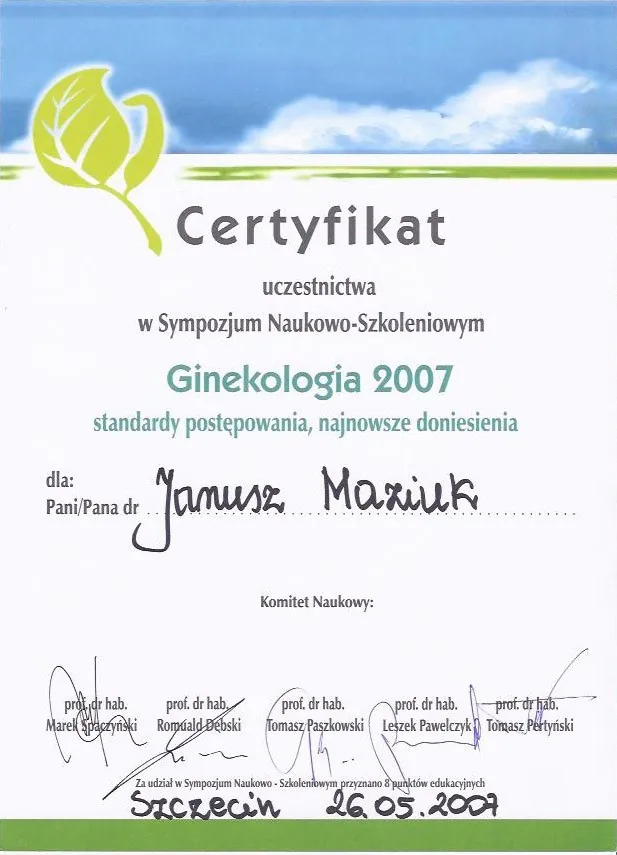 Certyfikat
uczestnictwa
w Sympozjum Naukowo-Szkoleniowym
Ginekologia 2007
standardy postępowania, najnowsze doniesienia
dla:
Pani/Pana dr Janusz Maziuk
Komitet Naukowy:
prof. dr hab. prof. dr hab. prof. dr hab. prof. dr hab. prof. dr hab.
Marek Spaczyński Romuald Dębski Tomasz Paszkowski Leszek Pawelczyk Tomasz Pertyński
Za udział w Sympozjum Naukowo - Szkoleniowym przyznano 8 punktów edukacyjnych
Szczecin 26.05.2007